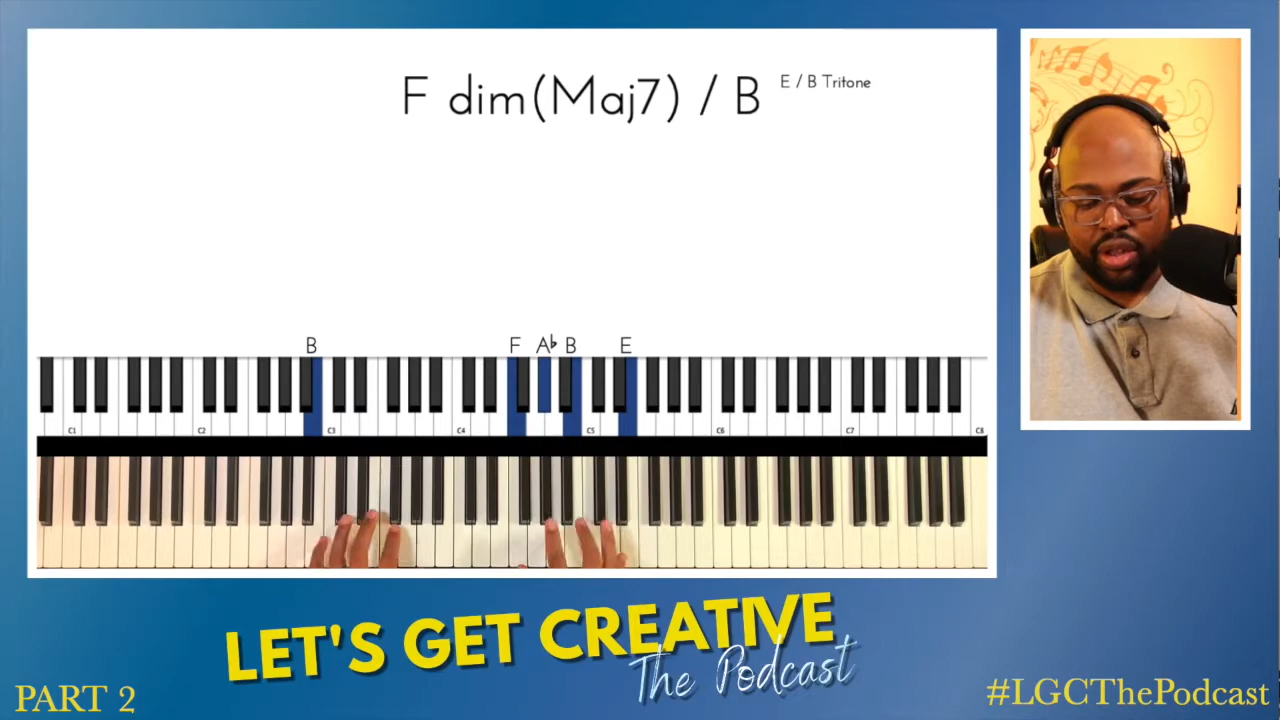 F dim(Maj7) / B
E / B Tritone
B F A♭ B E
C1 C2 C3 C4 C5 C6 C7 C8
LET'S GET CREATIVE
The Podcast
PART 2
#LGCThePodcast